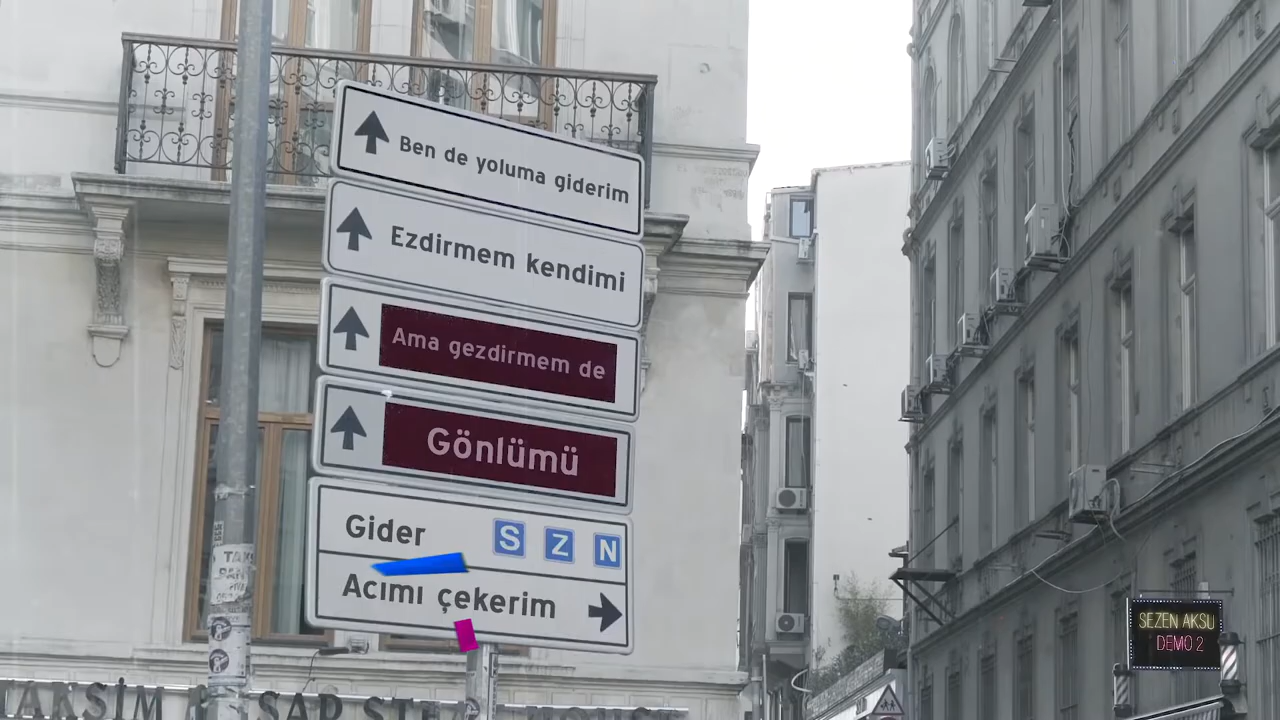 Ben de yoluma giderim
Ezdirmem kendimi
Ama gezdirmem de
Gönlümü
Gider S Z N
Acımı çekerim
SEZEN AKSU
DEMO 2